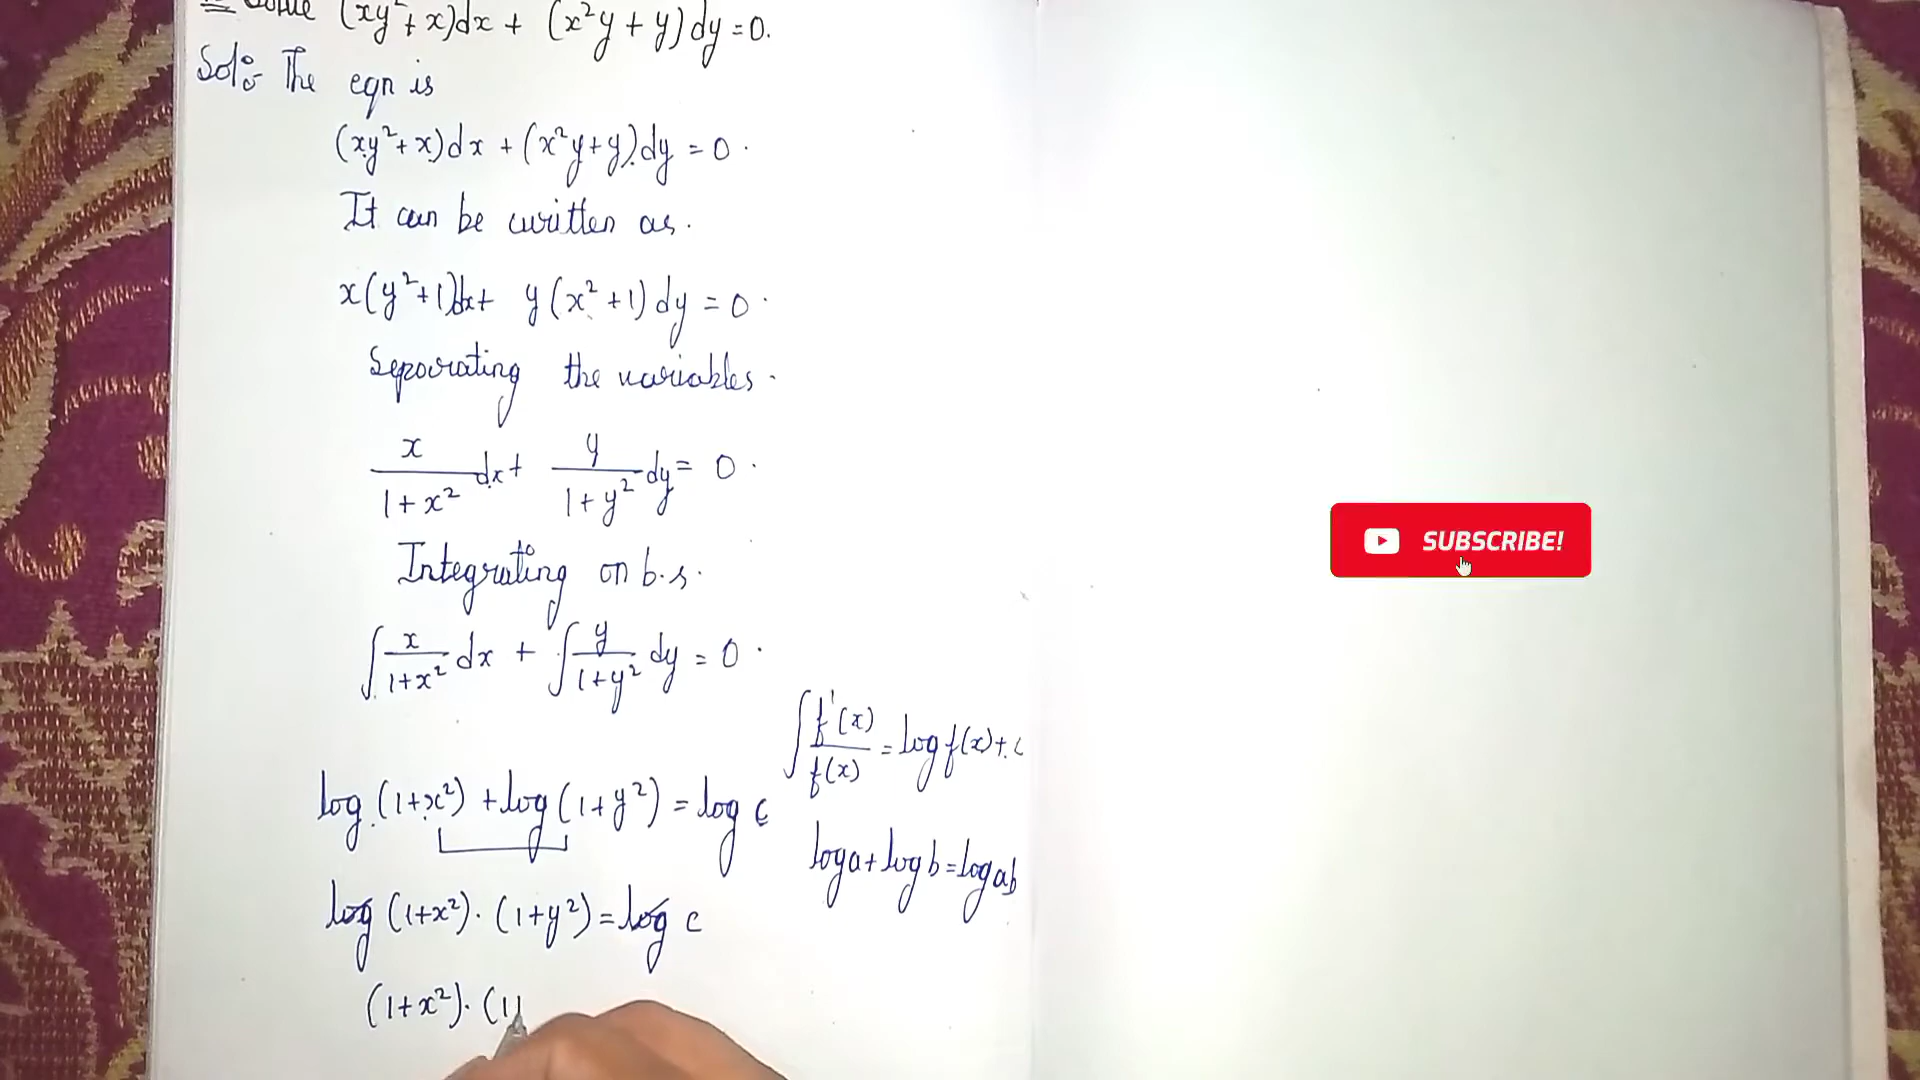 Solve (xy²+x)dx + (x²y+y)dy=0.
Sol:- The eqn is
(xy²+x)dx+(x²y+y)dy=0.
It can be written as.
x(y²+1)dx+ y(x²+1)dy=0.
Separating the variables.
x/(1+x²) dx + y/(1+y²) dy = 0.
Integrating on b.s.
∫ x/(1+x²) dx + ∫ y/(1+y²) dy = 0.
∫ f'(x)/f(x) = log f(x)+c
log(1+x²)+log(1+y²)=log c
log a+log b=log ab
log(1+x²).(1+y²)=log c
(1+x²).(1
SUBSCRIBE!